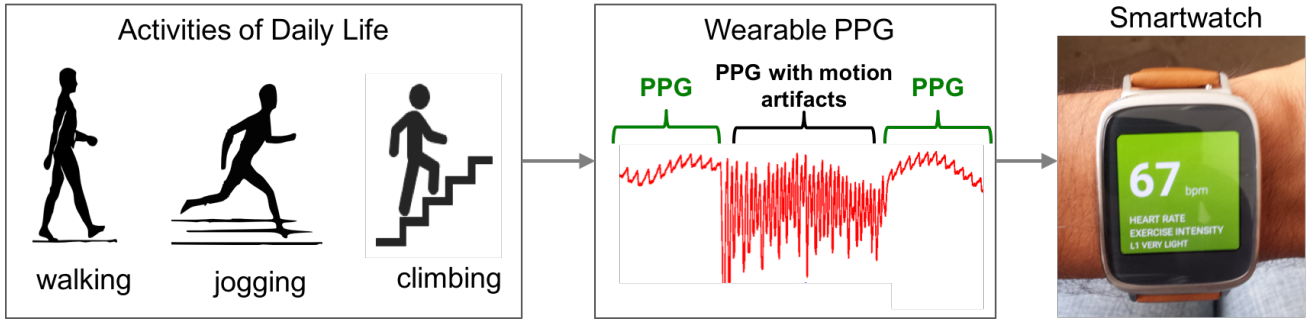 Activities of Daily Life
walking
jogging
climbing
Wearable PPG
PPG
PPG with motion
artifacts
PPG
Smartwatch
67 bpm
HEART RATE
EXERCISE INTENSITY
L1 VERY LIGHT